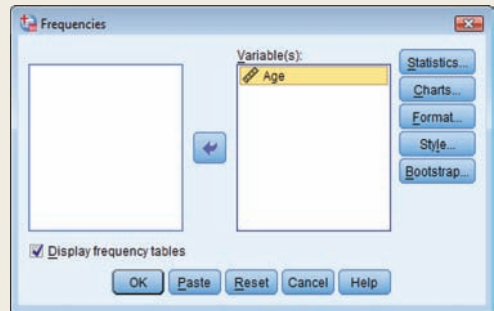 Frequencies
Variable(s):
Age
Statistics...
Charts...
Format...
Style...
Bootstrap...
Display frequency tables
OK Paste Reset Cancel Help